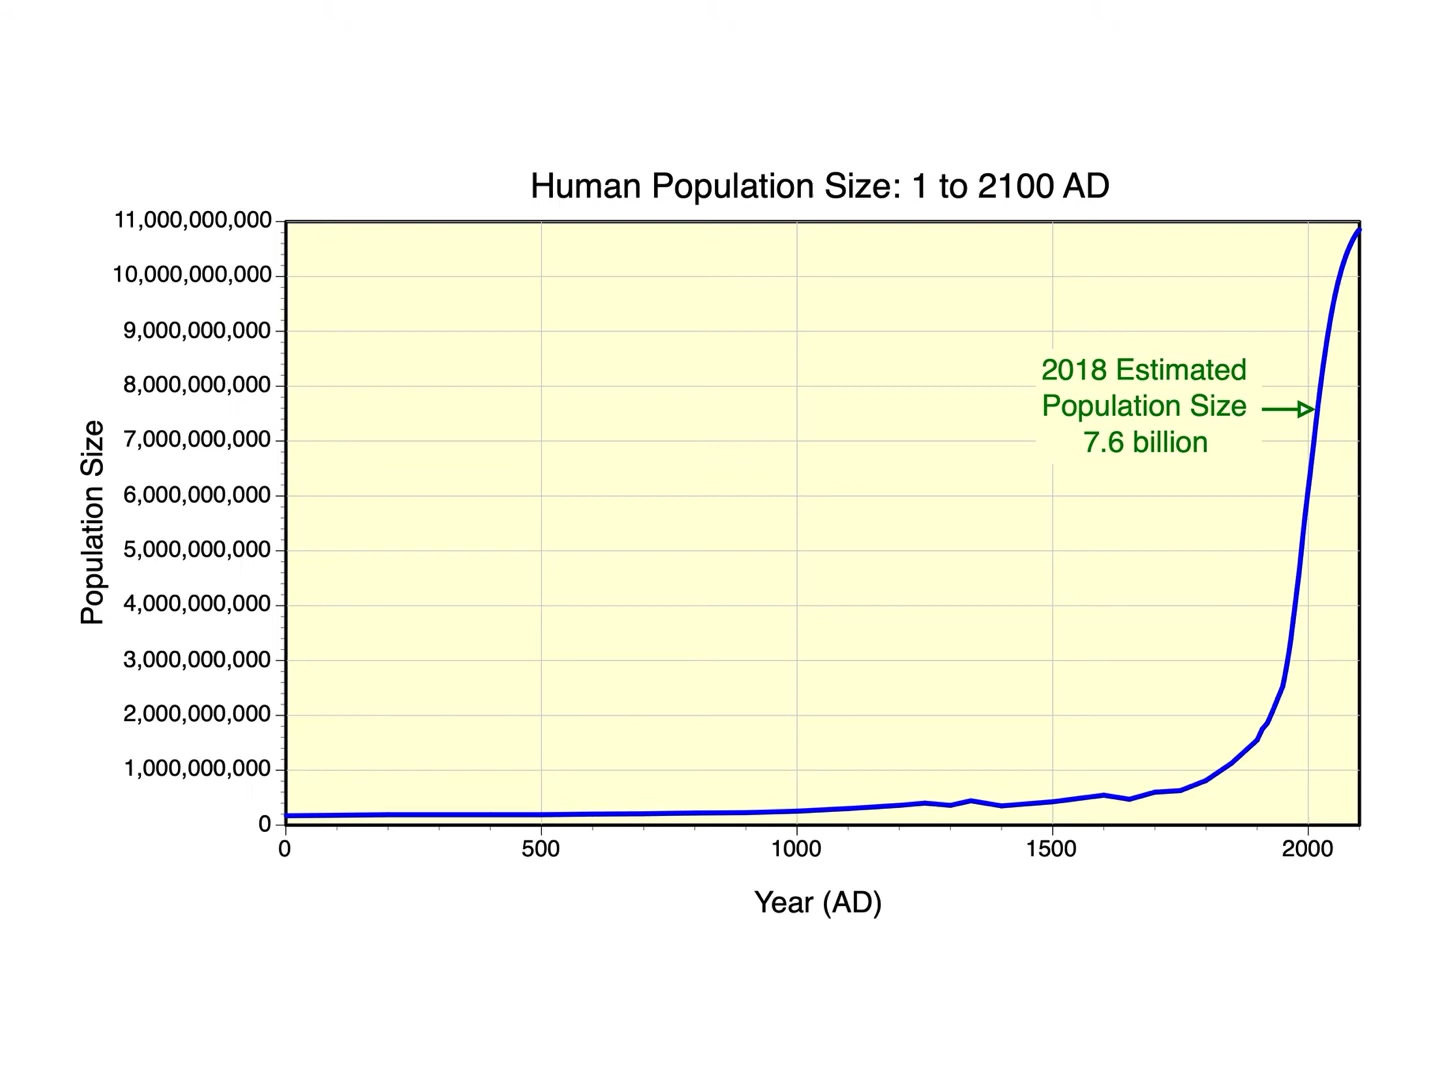 Human Population Size: 1 to 2100 AD
11,000,000,000
10,000,000,000
9,000,000,000
8,000,000,000
7,000,000,000
6,000,000,000
5,000,000,000
4,000,000,000
3,000,000,000
2,000,000,000
1,000,000,000
0
Population Size
2018 Estimated
Population Size
7.6 billion
0 500 1000 1500 2000
Year (AD)